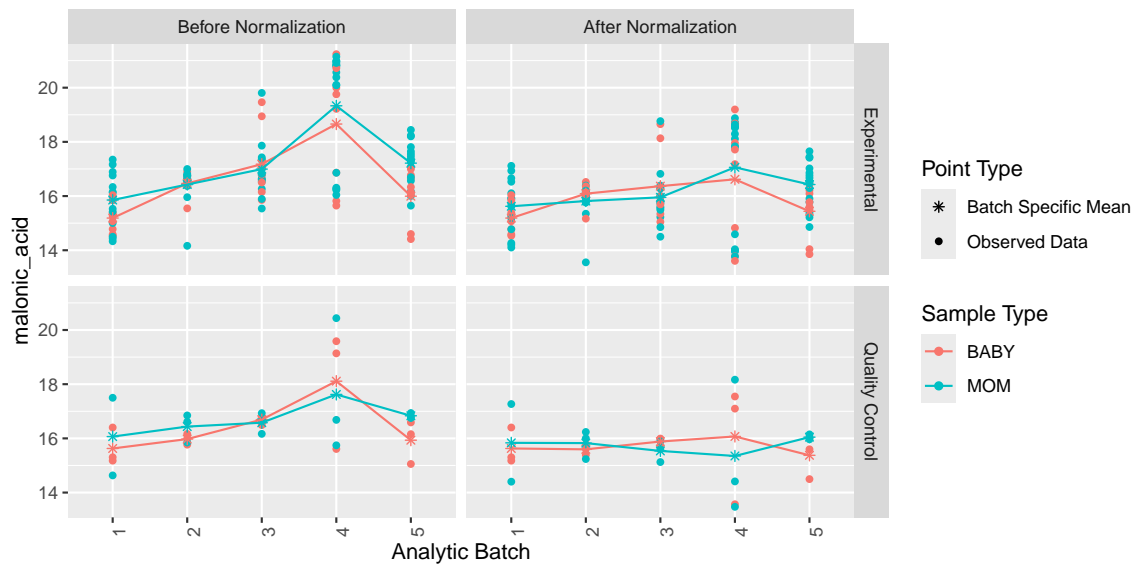 Before Normalization
After Normalization
malonic_acid
20
18
16
14
Experimental
20
18
16
14
Quality Control
1
2
3
4
5
1
2
3
4
5
Analytic Batch
Point Type
Batch Specific Mean
Observed Data
Sample Type
BABY
MOM